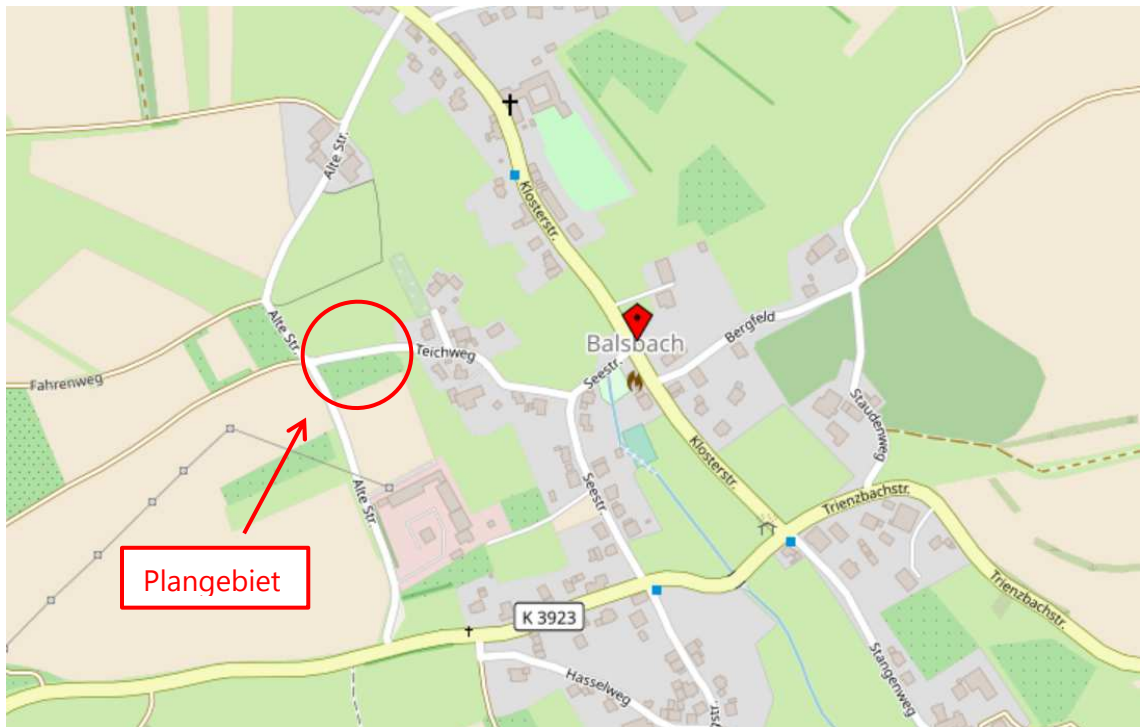 Alte Str.
Klosterstr.
Alte Str.
Teichweg
Balsbach
Bergfeld
Seestr.
Fahrenweg
Staudenweg
Klosterstr.
Alte Str.
Seestr.
Trienzbachstr.
Plangebiet
K 3923
Trienzbachstr.
Stangenweg
Hasselweg